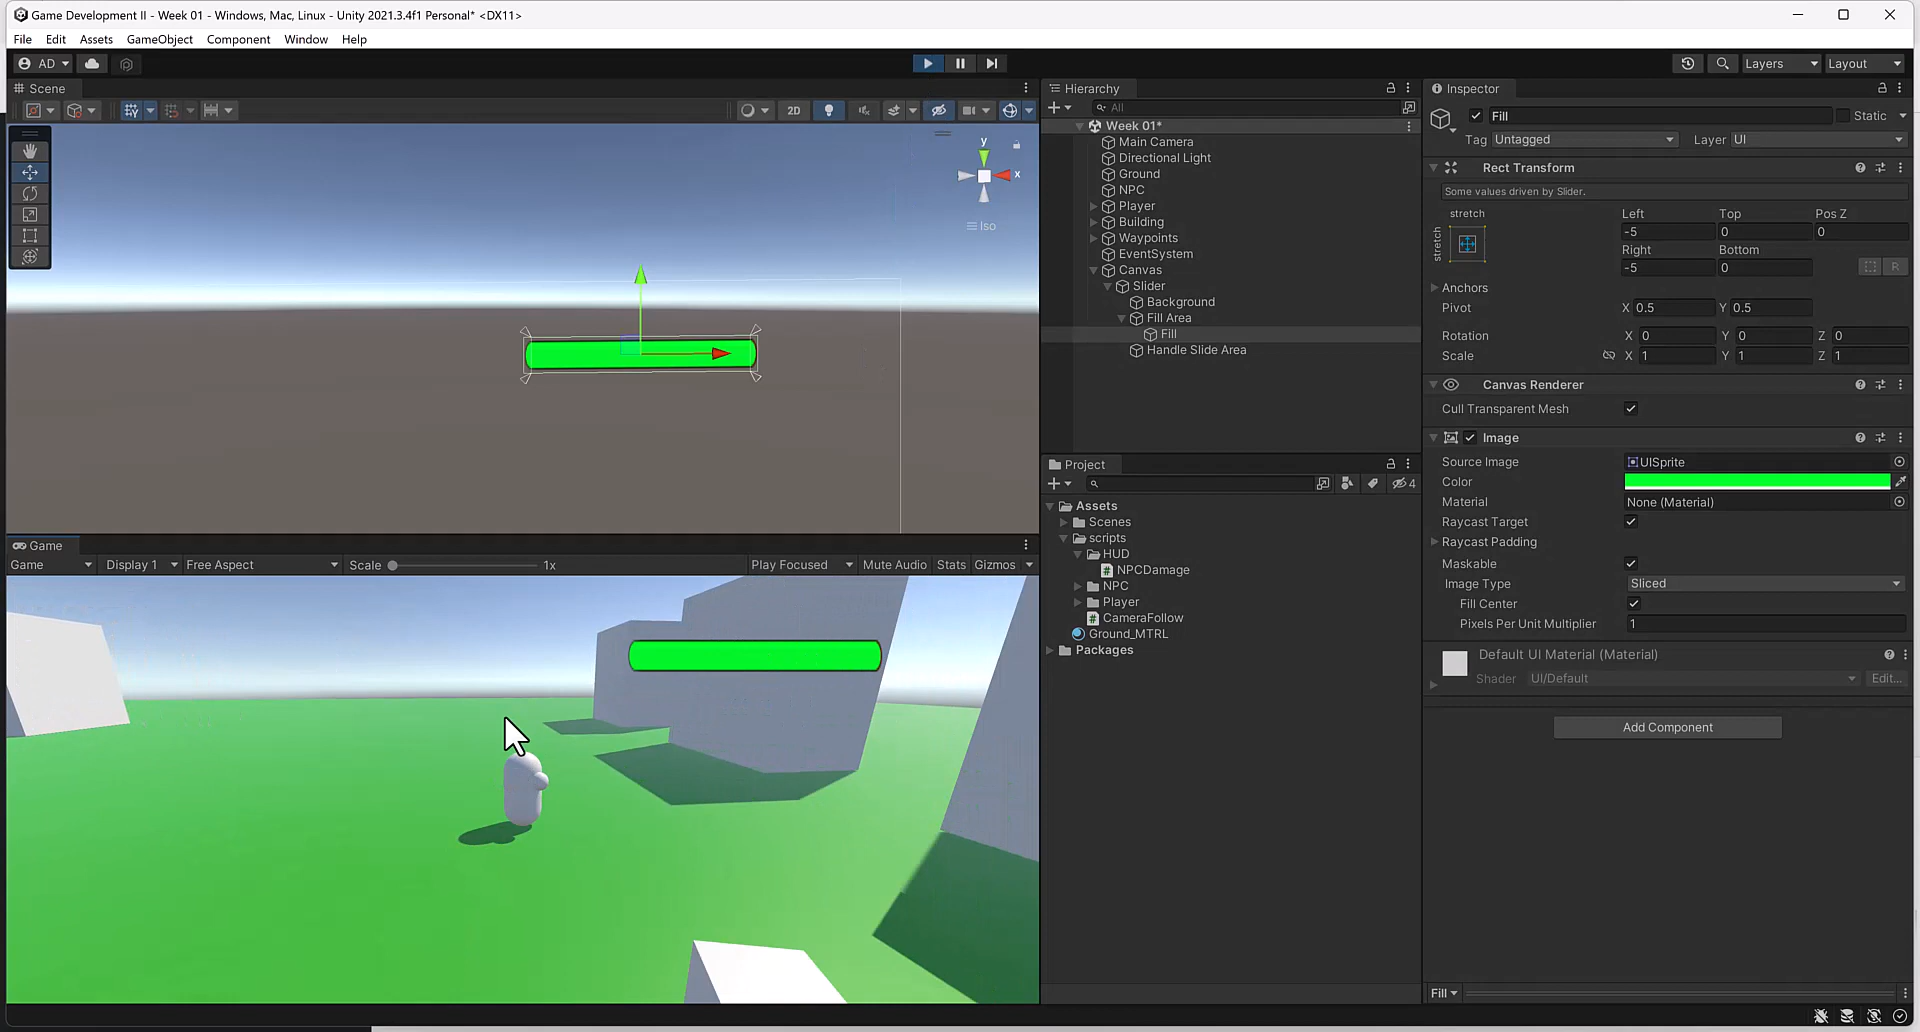 Game Development II - Week 01 - Windows, Mac, Linux - Unity 2021.3.4f1 Personal* <DX11>
File Edit Assets GameObject Component Window Help
AD
Layers
Layout
Scene
2D
y
x
Iso
Game
Game
Display 1
Free Aspect
Scale
1x
Play Focused
Mute Audio
Stats
Gizmos
Hierarchy
All
Week 01*
Main Camera
Directional Light
Ground
NPC
Player
Building
Waypoints
EventSystem
Canvas
Slider
Background
Fill Area
Fill
Handle Slide Area
Project
4
Assets
Scenes
scripts
HUD
NPCDamage
NPC
Player
CameraFollow
Ground_MTRL
Packages
Inspector
Fill
Static
Tag Untagged
Layer UI
Rect Transform
Some values driven by Slider.
stretch
stretch
Left Top Pos Z
-5 0 0
Right Bottom
-5 0
R
Anchors
Pivot X 0.5 Y 0.5
Rotation X 0 Y 0 Z 0
Scale X 1 Y 1 Z 1
Canvas Renderer
Cull Transparent Mesh
Image
Source Image UISprite
Color
Material None (Material)
Raycast Target
Raycast Padding
Maskable
Image Type Sliced
Fill Center
Pixels Per Unit Multiplier 1
Default UI Material (Material)
Shader UI/Default Edit...
Add Component
Fill